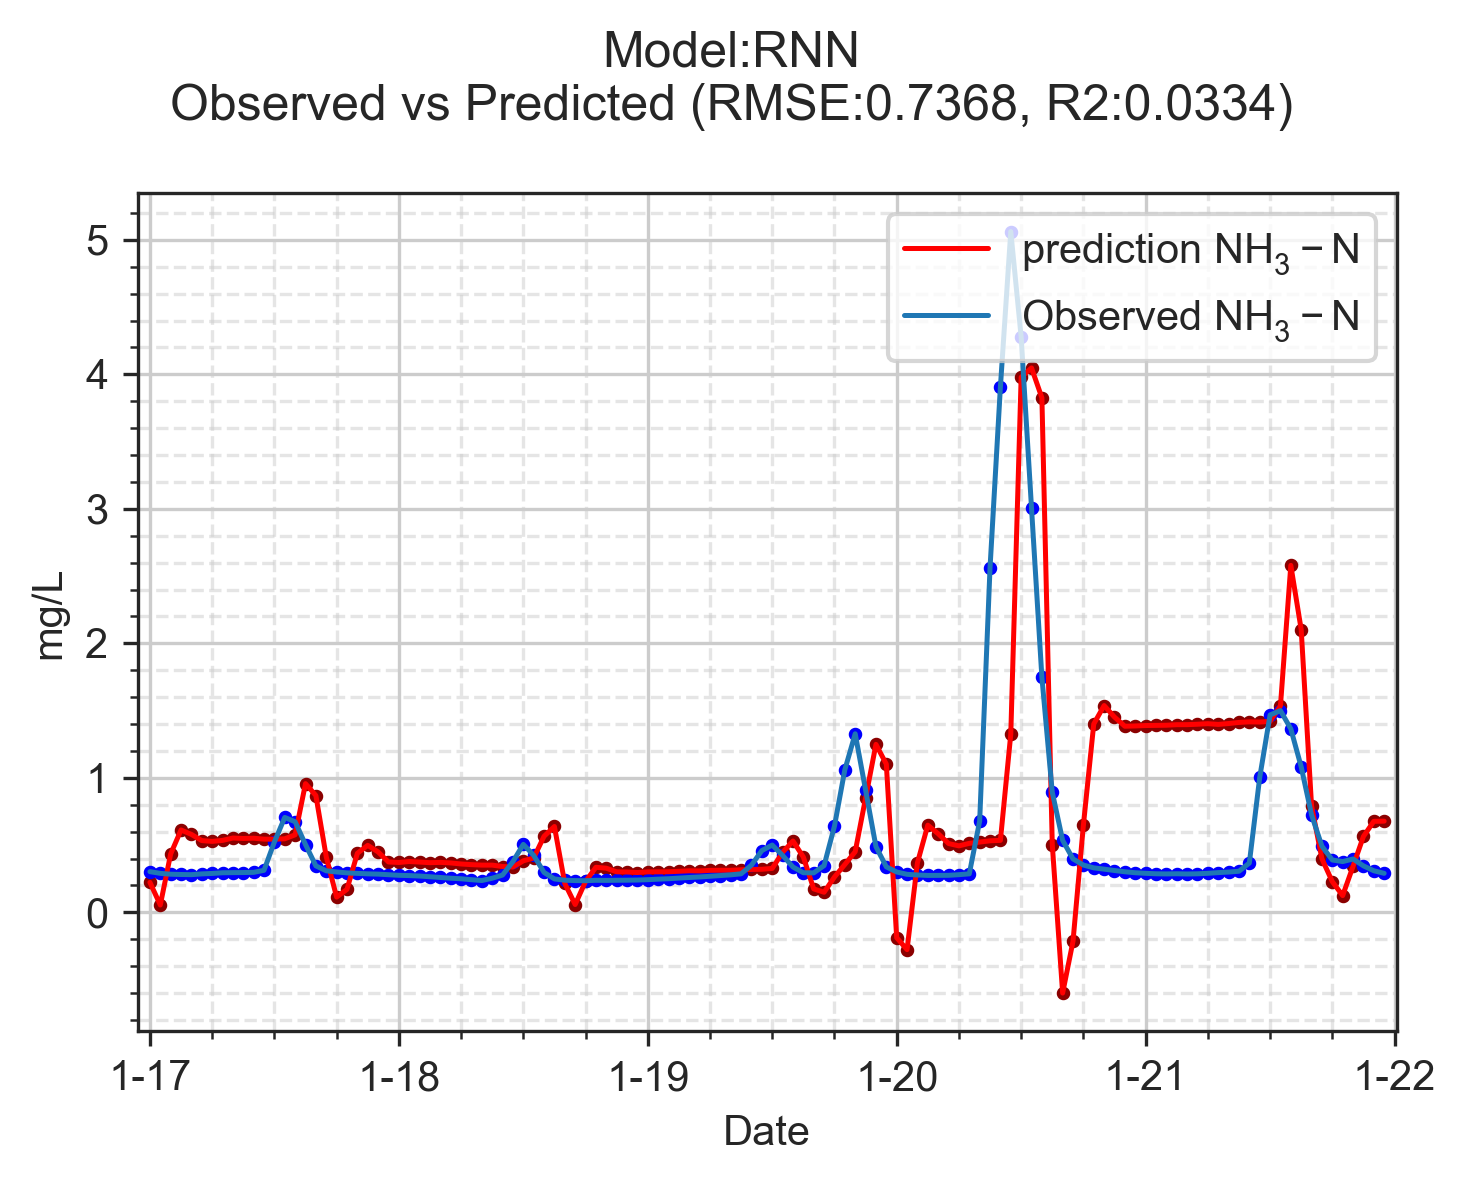 Model:RNN
Observed vs Predicted (RMSE:0.7368, R2:0.0334)
prediction NH₃ − N
Observed NH₃ − N
5
4
3
2
1
0
mg/L
1-17 1-18 1-19 1-20 1-21 1-22
Date